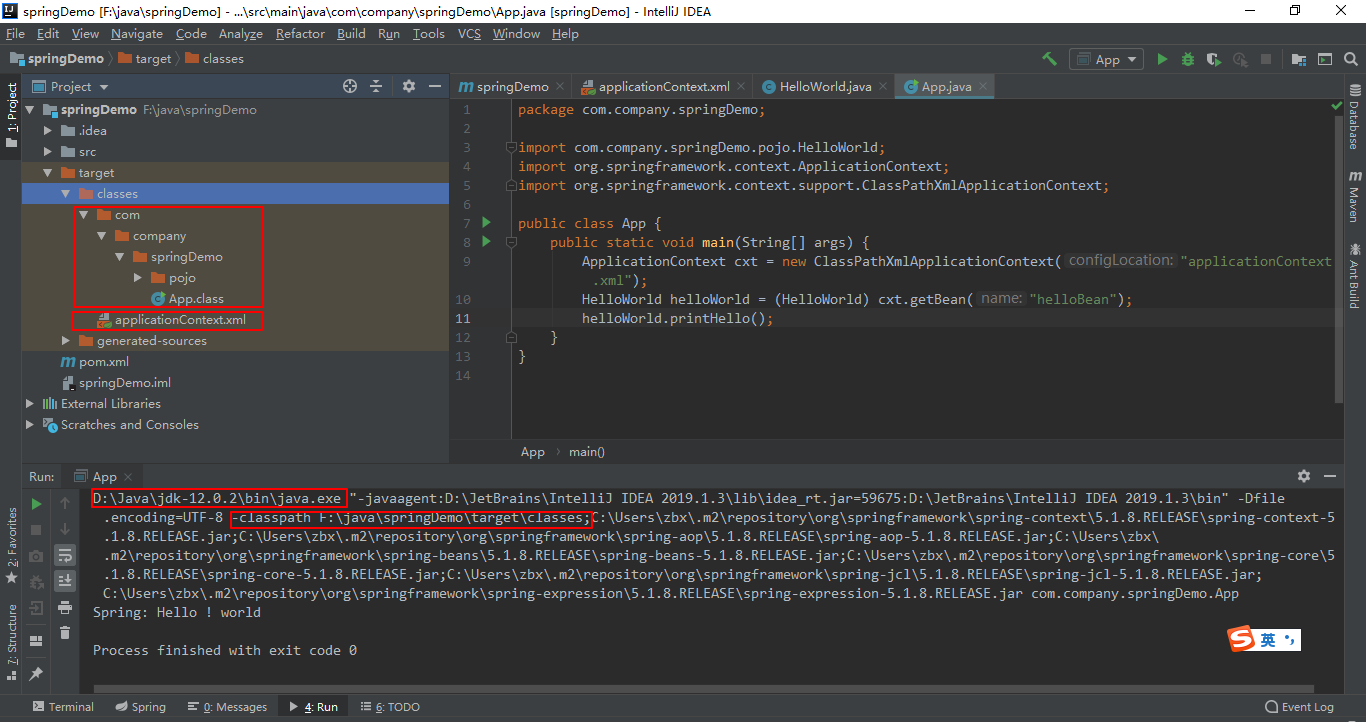 springDemo [F:\java\springDemo] - ...\src\main\java\com\company\springDemo\App.java [springDemo] - IntelliJ IDEA
File Edit View Navigate Code Analyze Refactor Build Run Tools VCS Window Help
springDemo target classes
App
Project
springDemo
applicationContext.xml
HelloWorld.java
App.java
1: Project
springDemo F:\java\springDemo
.idea
src
target
classes
com
company
springDemo
pojo
App.class
applicationContext.xml
generated-sources
pom.xml
springDemo.iml
External Libraries
Scratches and Consoles
1 package com.company.springDemo;
2
3 import com.company.springDemo.pojo.HelloWorld;
4 import org.springframework.context.ApplicationContext;
5 import org.springframework.context.support.ClassPathXmlApplicationContext;
6
7 public class App {
8 public static void main(String[] args) {
9 ApplicationContext cxt = new ClassPathXmlApplicationContext( configLocation: "applicationContext
.xml");
10 HelloWorld helloWorld = (HelloWorld) cxt.getBean( name: "helloBean");
11 helloWorld.printHello();
12 }
13 }
14
App main()
Database
Maven
Ant Build
Run: App
D:\Java\jdk-12.0.2\bin\java.exe "-javaagent:D:\JetBrains\IntelliJ IDEA 2019.1.3\lib\idea_rt.jar=59675:D:\JetBrains\IntelliJ IDEA 2019.1.3\bin" -Dfile
.encoding=UTF-8 -classpath F:\java\springDemo\target\classes;C:\Users\zbx\.m2\repository\org\springframework\spring-context\5.1.8.RELEASE\spring-context-5
.1.8.RELEASE.jar;C:\Users\zbx\.m2\repository\org\springframework\spring-aop\5.1.8.RELEASE\spring-aop-5.1.8.RELEASE.jar;C:\Users\zbx\
.m2\repository\org\springframework\spring-beans\5.1.8.RELEASE\spring-beans-5.1.8.RELEASE.jar;C:\Users\zbx\.m2\repository\org\springframework\spring-core\5
.1.8.RELEASE\spring-core-5.1.8.RELEASE.jar;C:\Users\zbx\.m2\repository\org\springframework\spring-jcl\5.1.8.RELEASE\spring-jcl-5.1.8.RELEASE.jar;
C:\Users\zbx\.m2\repository\org\springframework\spring-expression\5.1.8.RELEASE\spring-expression-5.1.8.RELEASE.jar com.company.springDemo.App
Spring: Hello ! world
Process finished with exit code 0
2: Favorites
7: Structure
S 英
Terminal Spring 0: Messages 4: Run 6: TODO Event Log